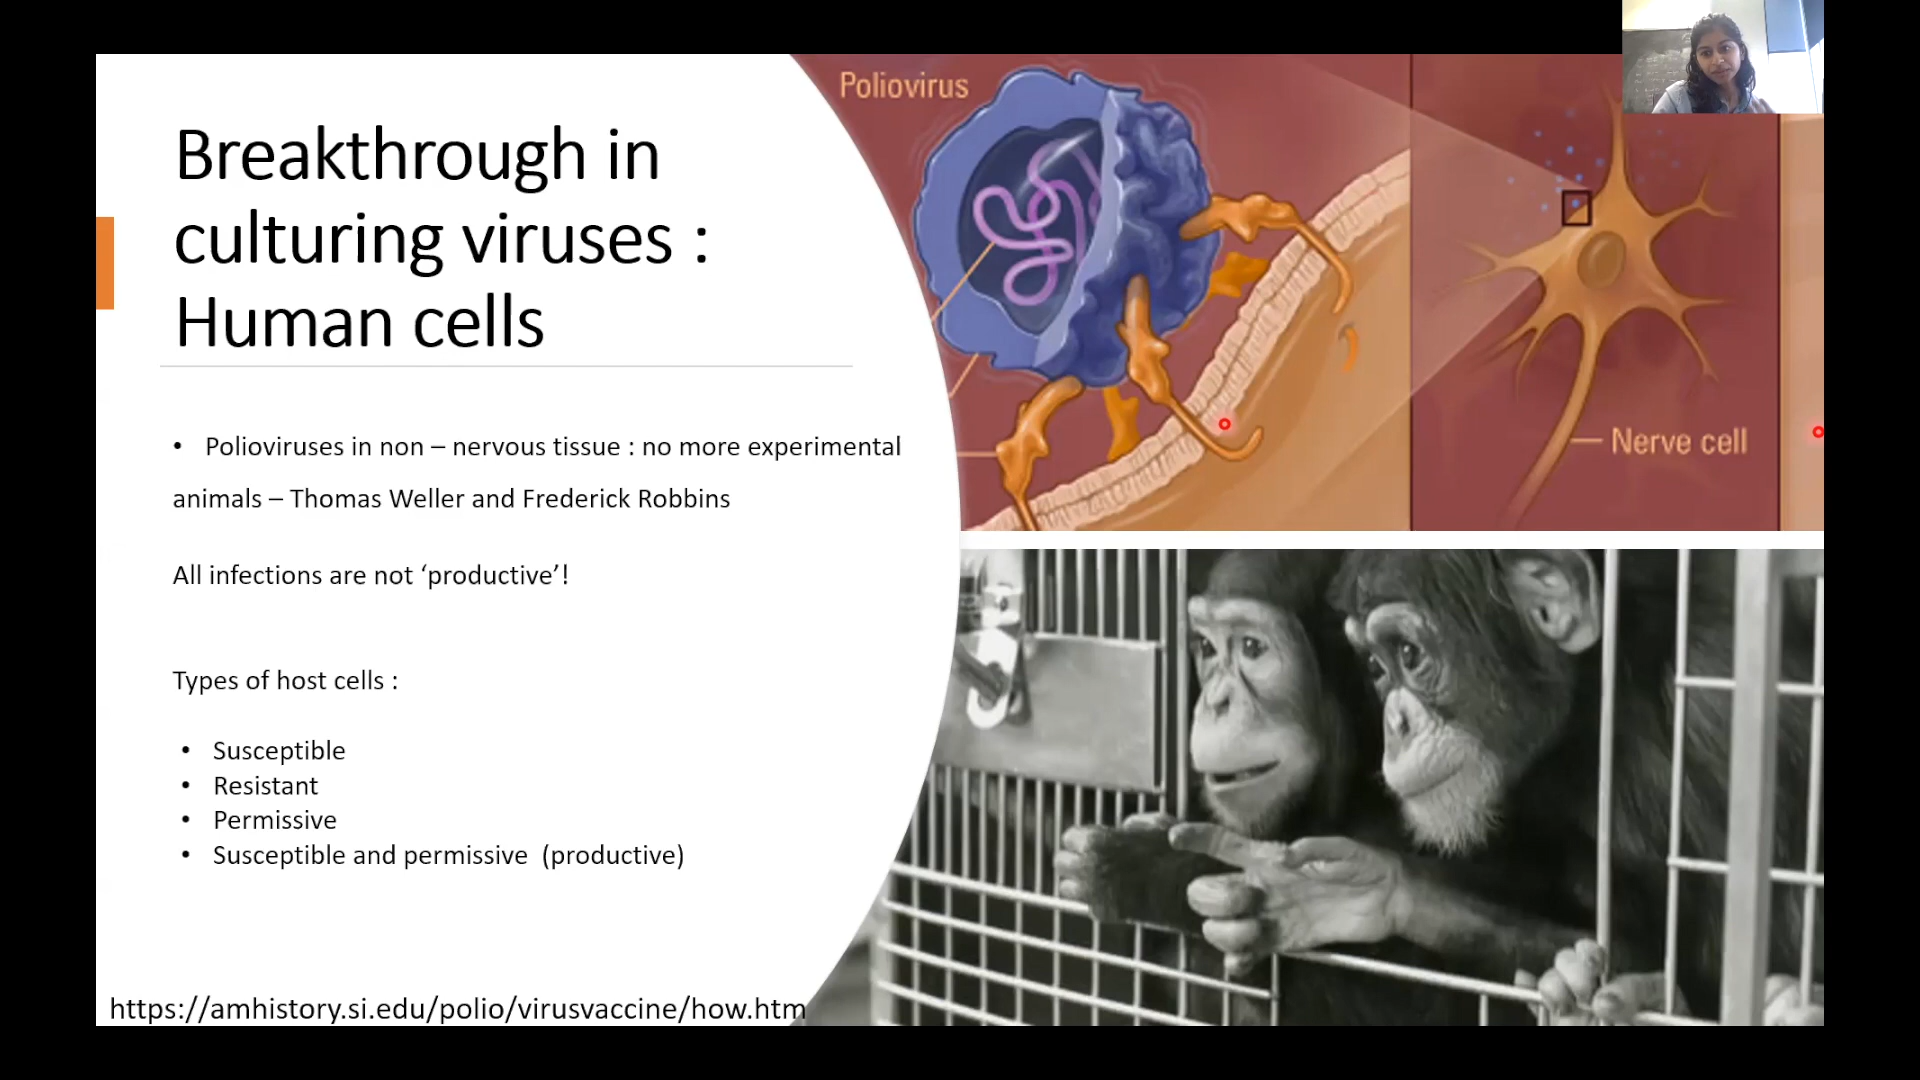 Breakthrough in
culturing viruses :
Human cells
• Polioviruses in non – nervous tissue : no more experimental
animals – Thomas Weller and Frederick Robbins
All infections are not ‘productive’!
Types of host cells :
• Susceptible
• Resistant
• Permissive
• Susceptible and permissive (productive)
https://amhistory.si.edu/polio/virusvaccine/how.htm
Poliovirus
Nerve cell